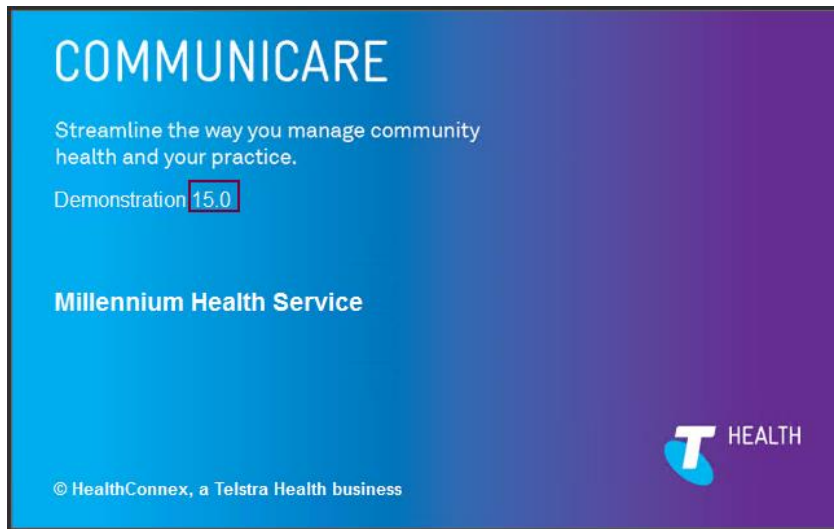 COMMUNICARE
Streamline the way you manage community
health and your practice.
Demonstration 15.0
Millennium Health Service
T HEALTH
© HealthConnex, a Telstra Health business